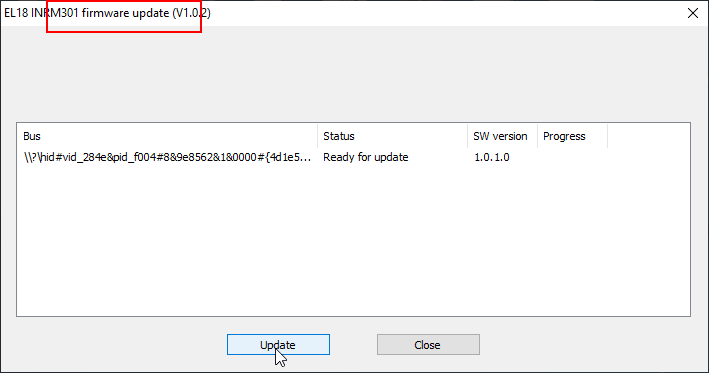 EL18 INRM301 firmware update (V1.0.2)
Bus Status SW version Progress
\\?\hid#vid_284e&pid_f004#8&9e8562&1&0000#{4d1e5... Ready for update 1.0.1.0
Update Close